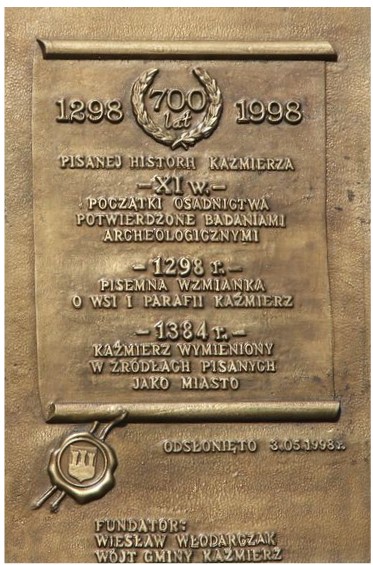 1298 700 lat 1998
PISANEJ HISTORII KAŹMIERZA
–XI w.–
POCZĄTKI OSADNICTWA
POTWIERDZONE BADANIAMI
ARCHEOLOGICZNYMI
– 1298 r. –
PISEMNA WZMIANKA
O WSI I PARAFII KAŹMIERZ
– 1384 r. –
KAŹMIERZ WYMIENIONY
W ŹRÓDŁACH PISANYCH
JAKO MIASTO
ODSŁONIĘTO 3.05.1998 r.
FUNDATOR:
WIESŁAW WŁODARCZAK
WÓJT GMINY KAŹMIERZ